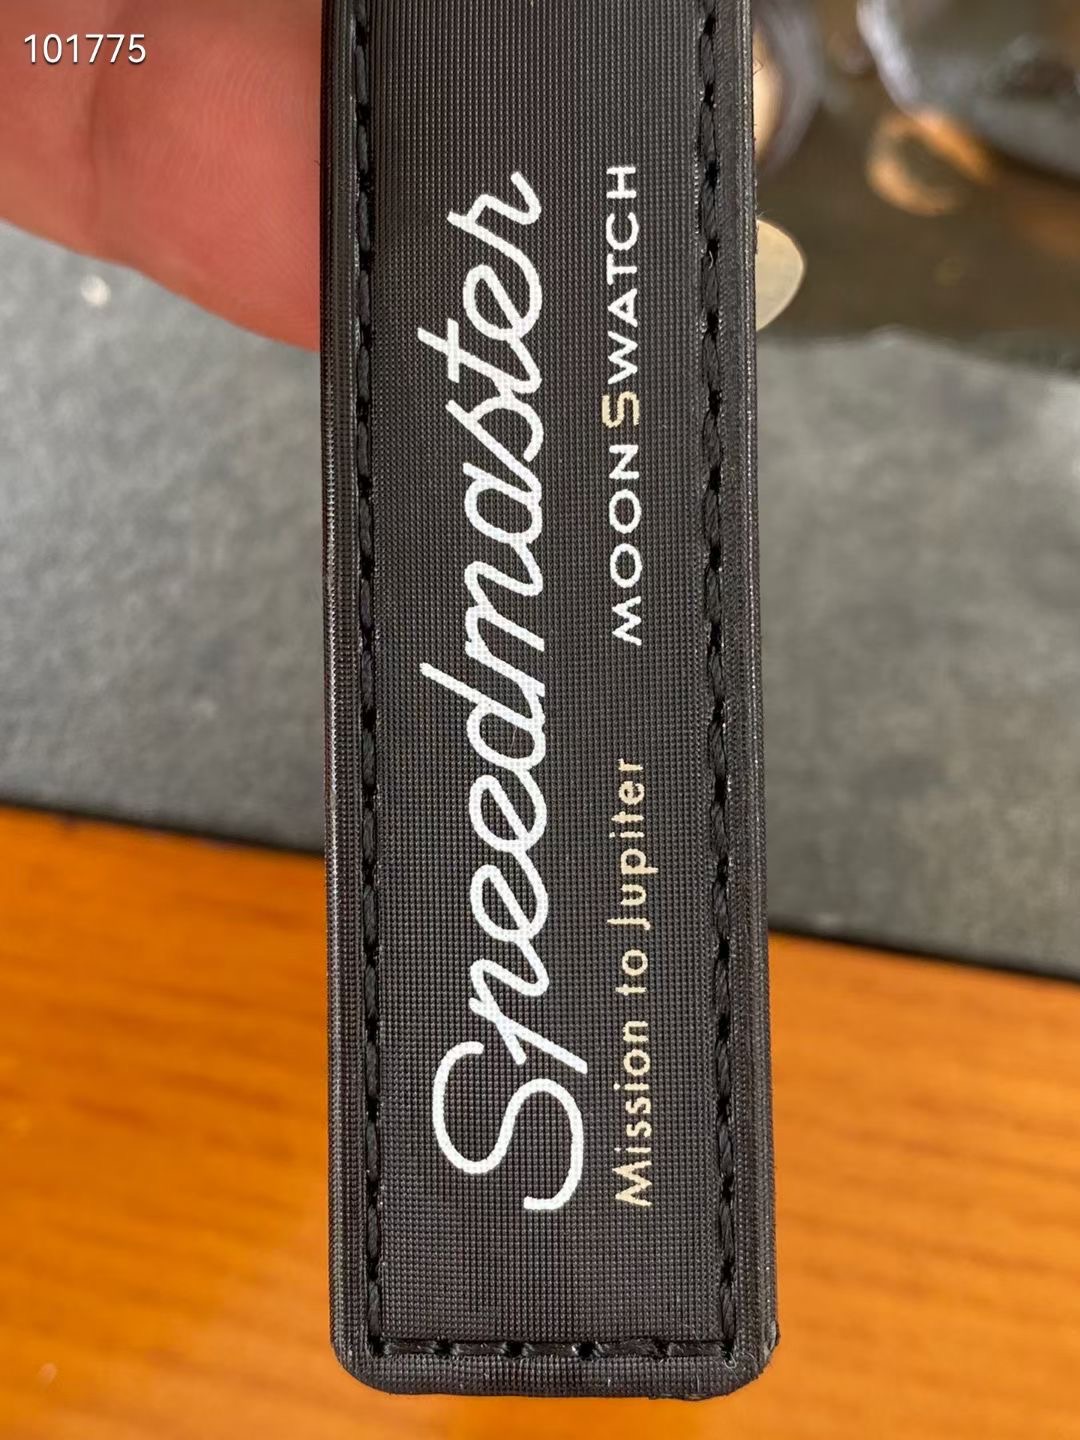 101775
Speedmaster
Mission to Jupiter MOONSWATCH